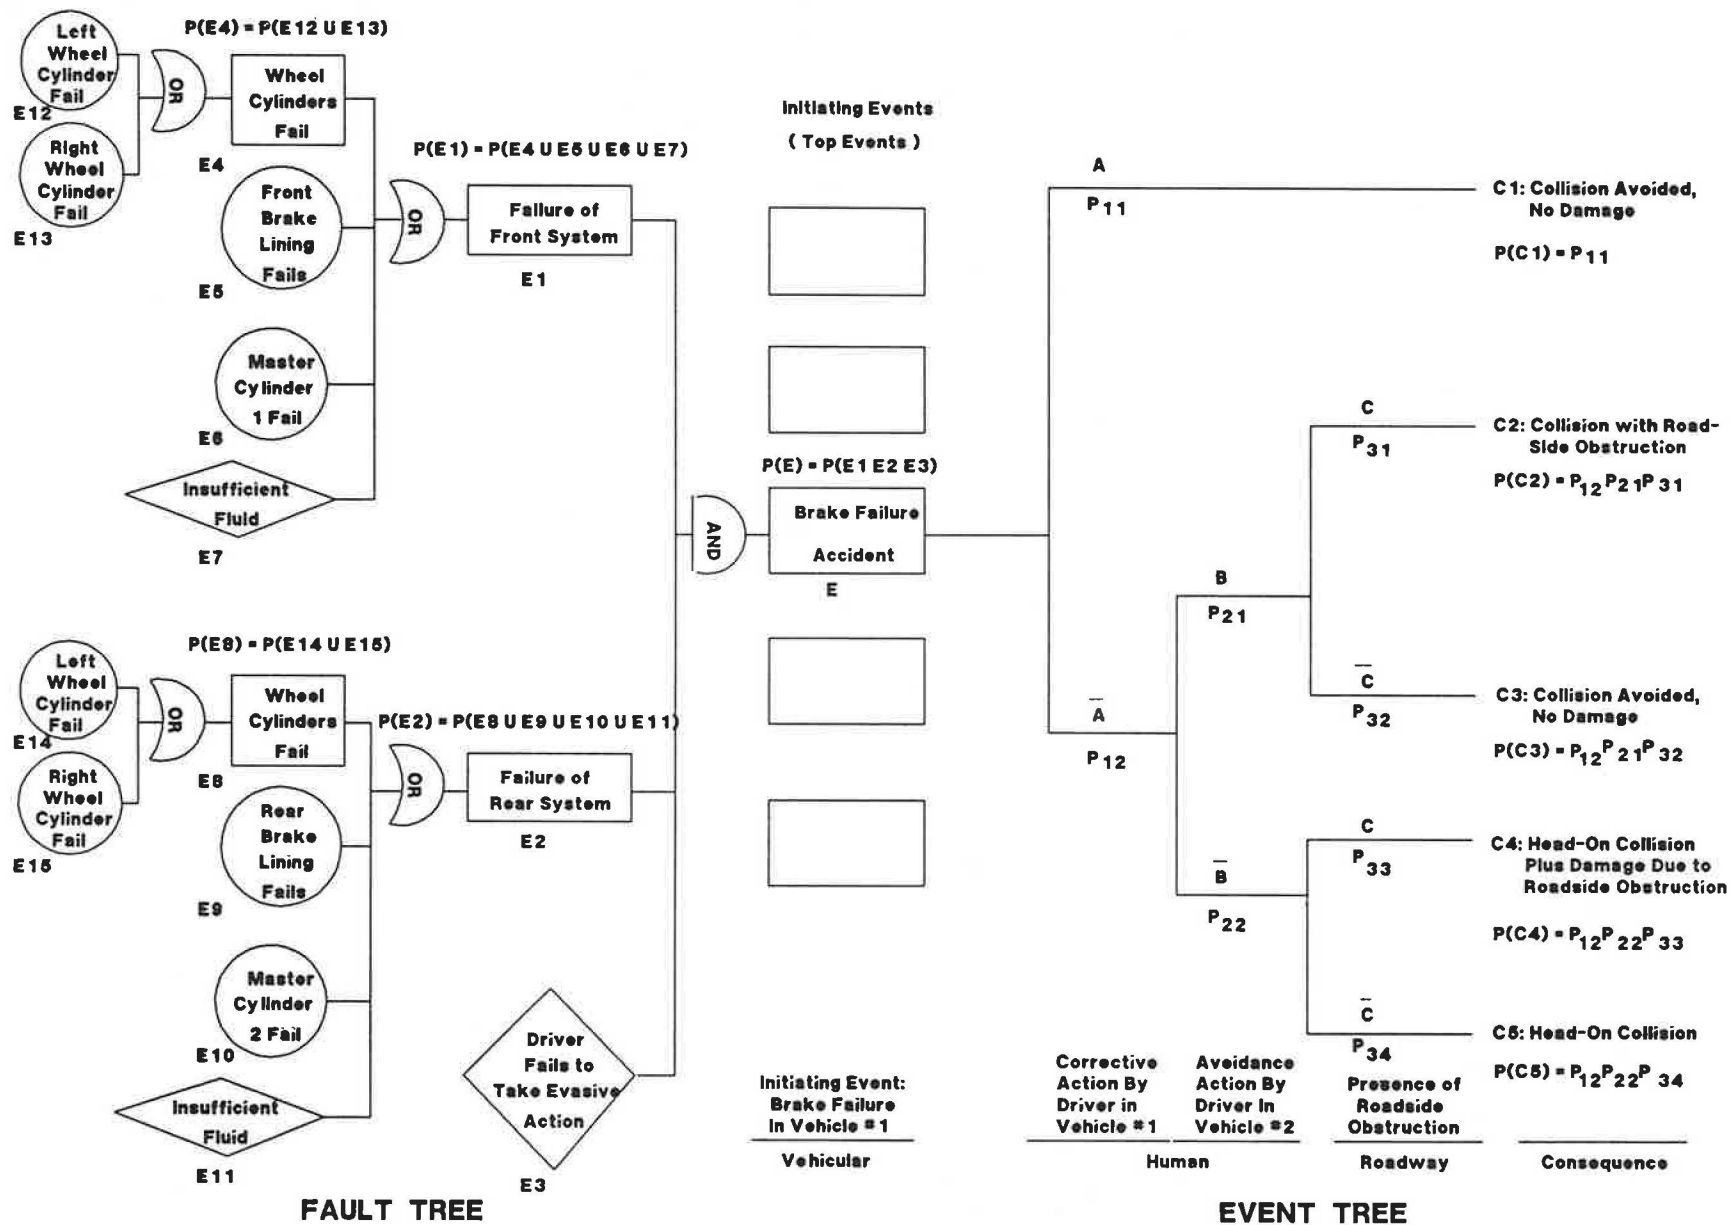 Left
Wheel
Cylinder
Fail
E12
Right
Wheel
Cylinder
Fail
E13
OR
P(E4) = P(E12 U E13)
Wheel
Cylinders
Fail
E4
Front
Brake
Lining
Fails
E5
Master
Cylinder
1 Fail
E6
Insufficient
Fluid
E7
OR
P(E1) = P(E4 U E5 U E6 U E7)
Failure of
Front System
E1
Left
Wheel
Cylinder
Fail
E14
Right
Wheel
Cylinder
Fail
E15
OR
P(E8) = P(E14 U E15)
Wheel
Cylinders
Fail
E8
Rear
Brake
Lining
Fails
E9
Master
Cylinder
2 Fail
E10
Insufficient
Fluid
E11
OR
P(E2) = P(E8 U E9 U E10 U E11)
Failure of
Rear System
E2
Driver
Fails to
Take Evasive
Action
E3
FAULT TREE
AND
Initiating Events
( Top Events )
P(E) = P(E1 E2 E3)
Brake Failure
Accident
E
Initiating Event:
Brake Failure
In Vehicle #1
Vehicular
A
P11
A̅
P12
B
P21
B̅
P22
C
P31
C̅
P32
C
P33
C̅
P34
C1: Collision Avoided,
No Damage
P(C1) = P11
C2: Collision with Road-
Side Obstruction
P(C2) = P12P21P31
C3: Collision Avoided,
No Damage
P(C3) = P12P21P32
C4: Head-On Collision
Plus Damage Due to
Roadside Obstruction
P(C4) = P12P22P33
C5: Head-On Collision
P(C5) = P12P22P34
Corrective
Action By
Driver in
Vehicle #1
Avoidance
Action By
Driver In
Vehicle #2
Human
Presence of
Roadside
Obstruction
Roadway
Consequence
EVENT TREE